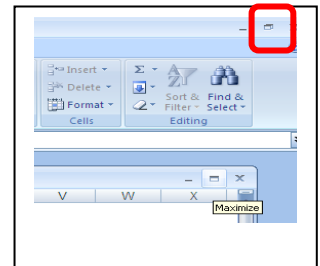 Insert
Delete
Format
Cells
Σ
Sort & Filter
Find & Select
Editing
V W X
Maximize